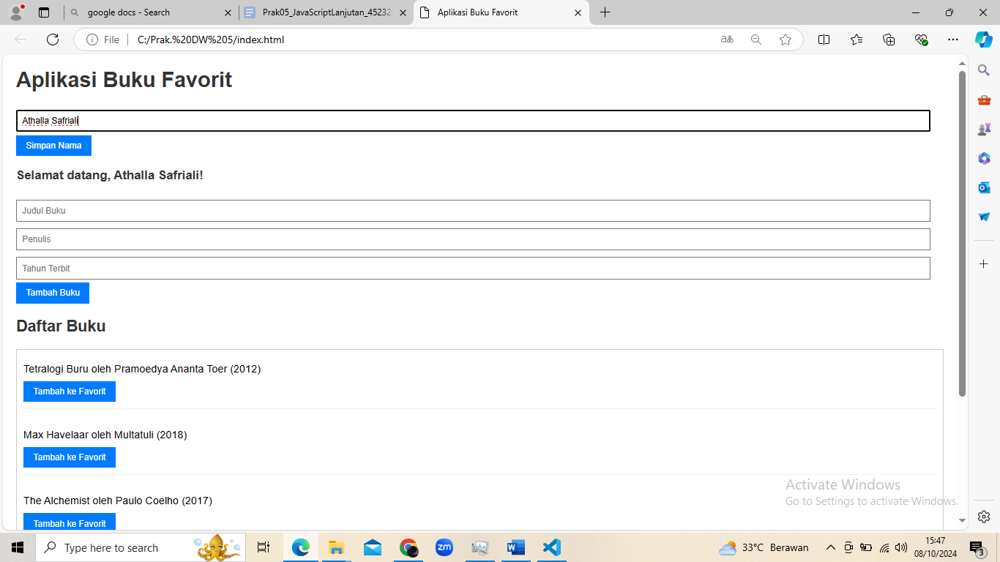 google docs - Search
Prak05_JavaScriptLanjutan_45232
Aplikasi Buku Favorit
File
C:/Prak.%20DW%205/index.html
Aplikasi Buku Favorit
Athalla Safriali
Simpan Nama
Selamat datang, Athalla Safriali!
Judul Buku
Penulis
Tahun Terbit
Tambah Buku
Daftar Buku
Tetralogi Buru oleh Pramoedya Ananta Toer (2012)
Tambah ke Favorit
Max Havelaar oleh Multatuli (2018)
Tambah ke Favorit
The Alchemist oleh Paulo Coelho (2017)
Tambah ke Favorit
Activate Windows
Go to Settings to activate Windows.
Type here to search
zm
33°C Berawan
15:47
08/10/2024
3